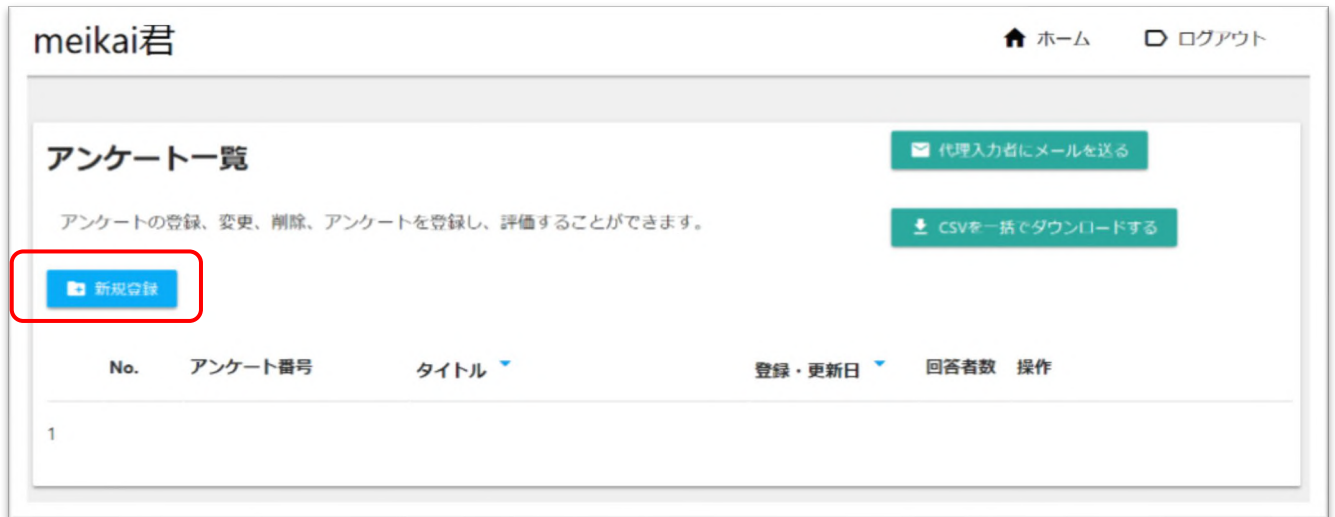 meikai君
ホーム ログアウト
アンケート一覧
代理入力者にメールを送る
アンケートの登録、変更、削除、アンケートを登録し、評価することができます。
CSVを一括でダウンロードする
新規登録
No. アンケート番号 タイトル 登録・更新日 回答者数 操作
1